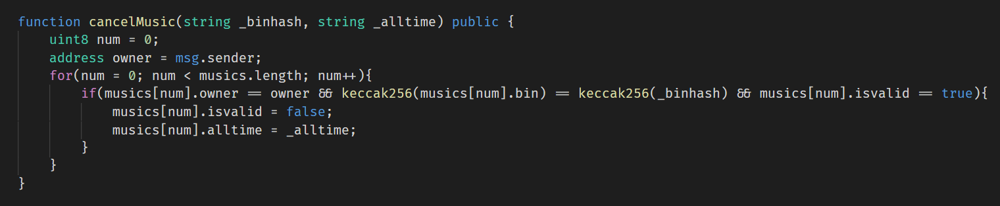 function cancelMusic(string _binhash, string _alltime) public {
    uint8 num = 0;
    address owner = msg.sender;
    for(num = 0; num < musics.length; num++){
        if(musics[num].owner == owner && keccak256(musics[num].bin) == keccak256(_binhash) && musics[num].isvalid == true){
            musics[num].isvalid = false;
            musics[num].alltime = _alltime;
        }
    }
}